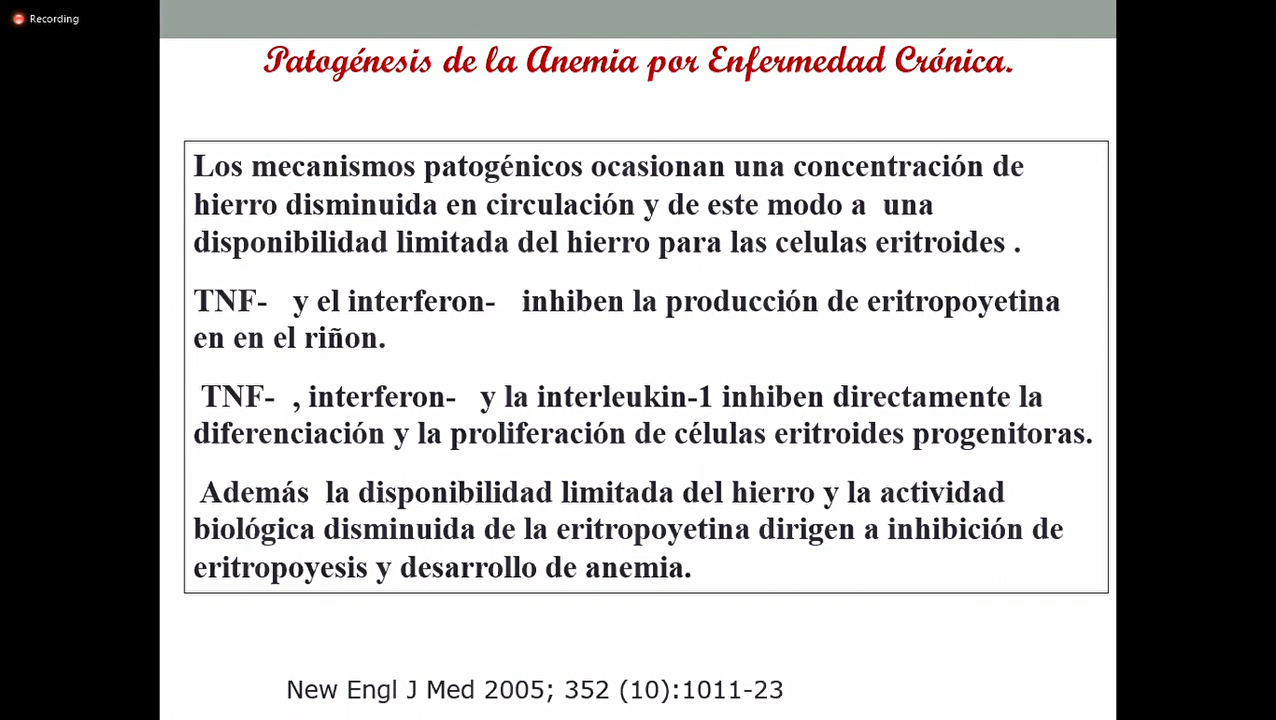 Recording
Patogénesis de la Anemia por Enfermedad Crónica.
Los mecanismos patogénicos ocasionan una concentración de
hierro disminuida en circulación y de este modo a una
disponibilidad limitada del hierro para las celulas eritroides .
TNF- y el interferon- inhiben la producción de eritropoyetina
en en el riñon.
TNF- , interferon- y la interleukin-1 inhiben directamente la
diferenciación y la proliferación de células eritroides progenitoras.
Además la disponibilidad limitada del hierro y la actividad
biológica disminuida de la eritropoyetina dirigen a inhibición de
eritropoyesis y desarrollo de anemia.
New Engl J Med 2005; 352 (10):1011-23